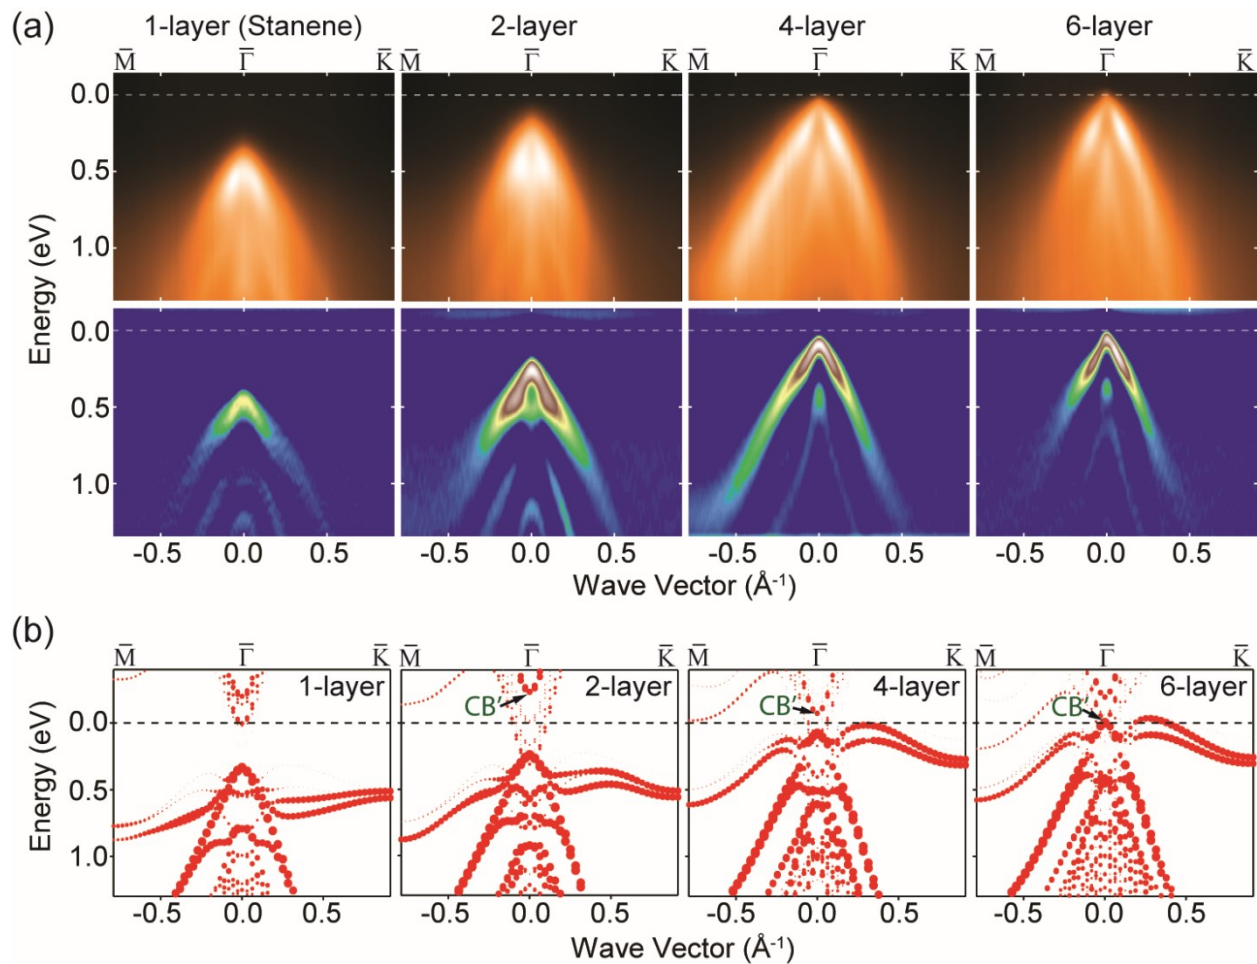 (a)
1-layer (Stanene) 2-layer 4-layer 6-layer
M̅ Γ̅ K̅ M̅ Γ̅ K̅ M̅ Γ̅ K̅ M̅ Γ̅ K̅
0.0
0.5
1.0
0.0
0.5
1.0
Energy (eV)
-0.5 0.0 0.5 -0.5 0.0 0.5 -0.5 0.0 0.5 -0.5 0.0 0.5
Wave Vector (Å⁻¹)
(b)
M̅ Γ̅ K̅ M̅ Γ̅ K̅ M̅ Γ̅ K̅ M̅ Γ̅ K̅
1-layer 2-layer 4-layer 6-layer
CB' CB' CB'
0.0
0.5
1.0
Energy (eV)
-0.5 0.0 0.5 -0.5 0.0 0.5 -0.5 0.0 0.5 -0.5 0.0 0.5
Wave Vector (Å⁻¹)